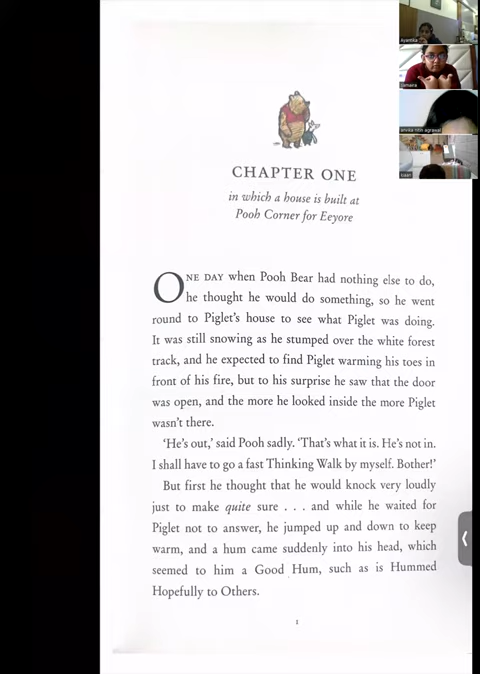 CHAPTER ONE
in which a house is built at
Pooh Corner for Eeyore
ONE DAY when Pooh Bear had nothing else to do,
he thought he would do something, so he went
round to Piglet's house to see what Piglet was doing.
It was still snowing as he stumped over the white forest
track, and he expected to find Piglet warming his toes in
front of his fire, but to his surprise he saw that the door
was open, and the more he looked inside the more Piglet
wasn't there.
'He's out,' said Pooh sadly. 'That's what it is. He's not in.
I shall have to go a fast Thinking Walk by myself. Bother!'
But first he thought that he would knock very loudly
just to make quite sure . . . and while he waited for
Piglet not to answer, he jumped up and down to keep
warm, and a hum came suddenly into his head, which
seemed to him a Good Hum, such as is Hummed
Hopefully to Others.
1